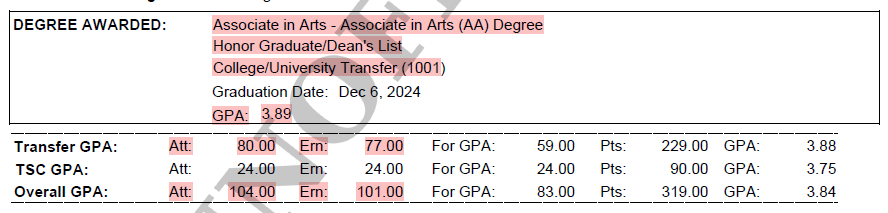 DEGREE AWARDED: Associate in Arts - Associate in Arts (AA) Degree
Honor Graduate/Dean's List
College/University Transfer (1001)
Graduation Date: Dec 6, 2024
GPA: 3.89
Transfer GPA: Att: 80.00 Ern: 77.00 For GPA: 59.00 Pts: 229.00 GPA: 3.88
TSC GPA: Att: 24.00 Ern: 24.00 For GPA: 24.00 Pts: 90.00 GPA: 3.75
Overall GPA: Att: 104.00 Ern: 101.00 For GPA: 83.00 Pts: 319.00 GPA: 3.84